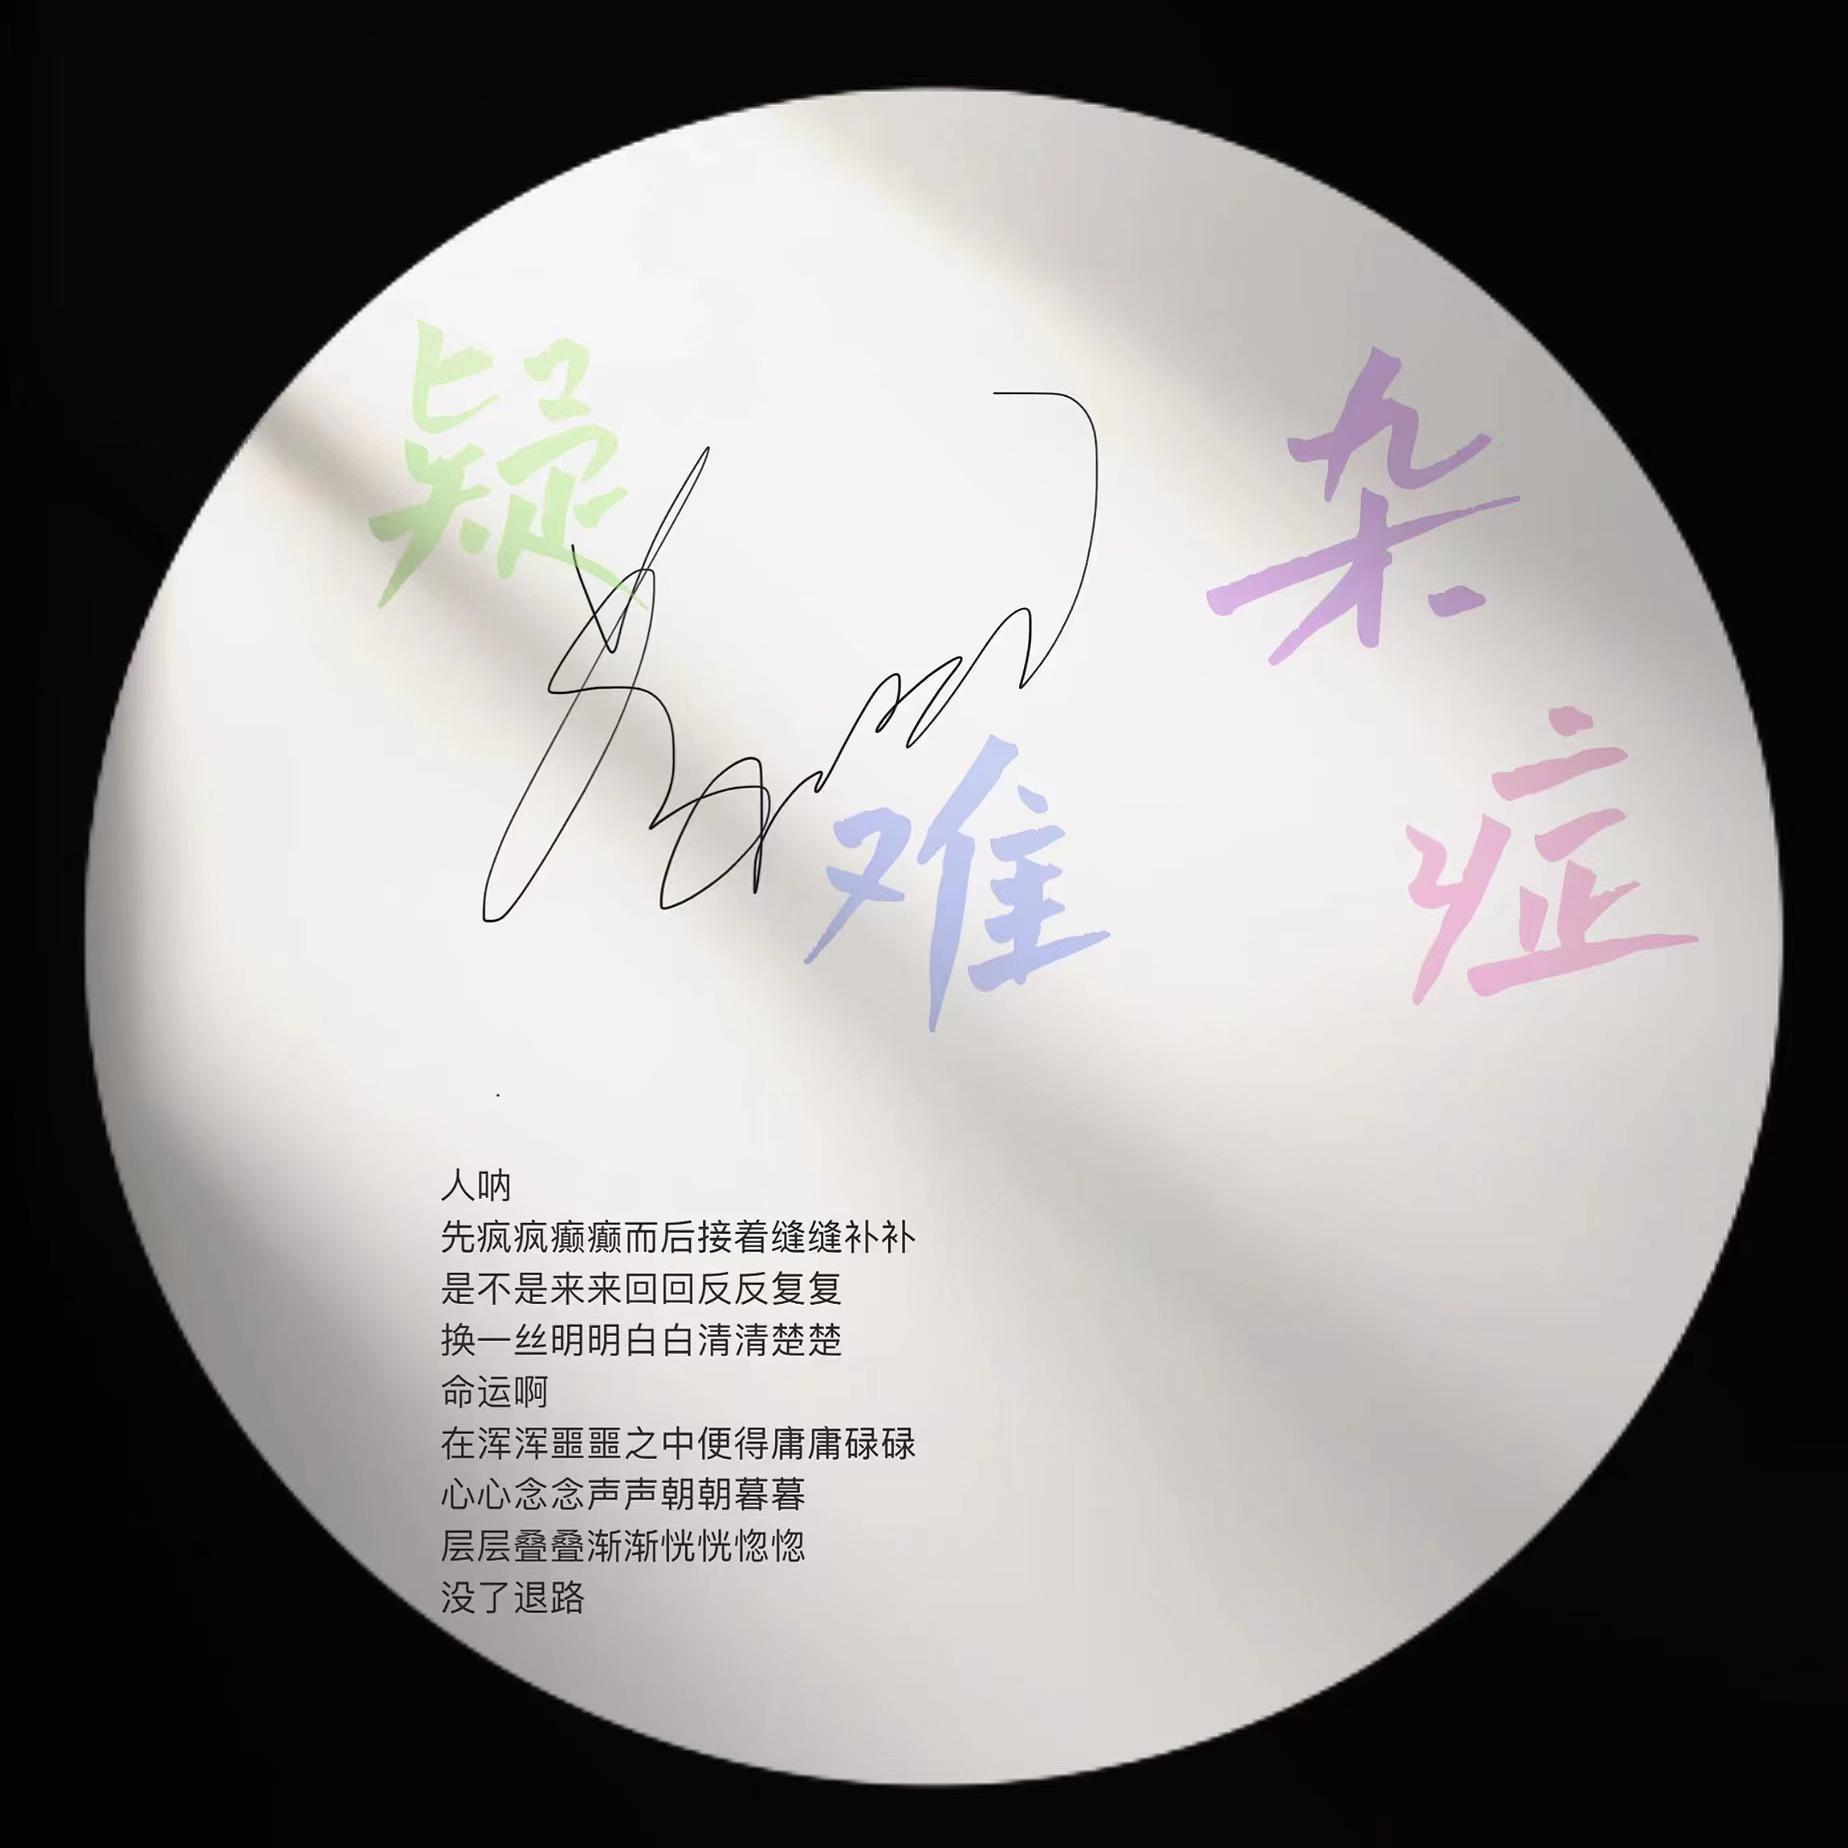 疑
难
杂
症
人呐
先疯疯癫癫而后接着缝缝补补
是不是来来回回反反复复
换一丝明明白白清清楚楚
命运啊
在浑浑噩噩之中便得庸庸碌碌
心心念念声声朝朝暮暮
层层叠叠渐渐恍恍惚惚
没了退路